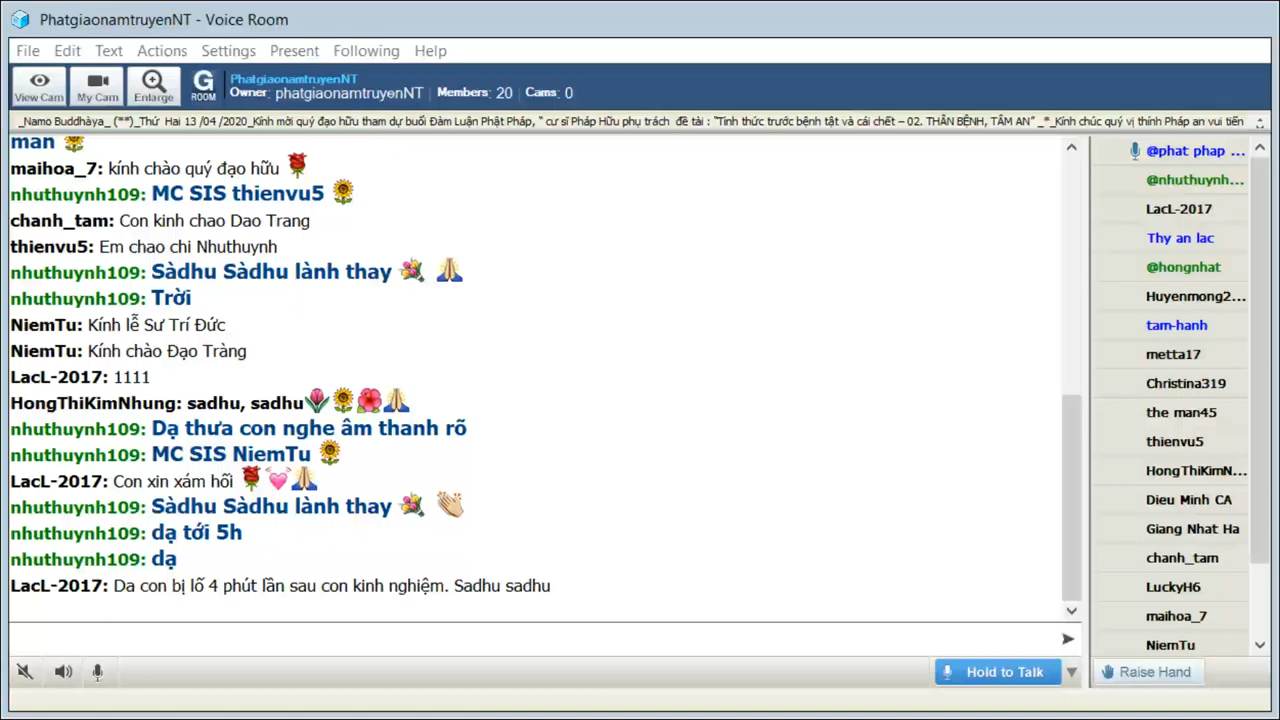 PhatgiaonamtruyenNT - Voice Room
File Edit Text Actions Settings Present Following Help
View Cam My Cam Enlarge G ROOM
PhatgiaonamtruyenNT
Owner: phatgiaonamtruyenNT Members: 20 Cams: 0
_Namo Buddhàya_ (**)_Thứ Hai 13 /04 /2020_Kính mời quý đạo hữu tham dự buổi Đàm Luận Phật Pháp, " cư sĩ Pháp Hữu phụ trách đề tài : "Tỉnh thức trước bệnh tật và cái chết – 02. THÂN BỆNH, TÂM AN" _*_Kính chúc quý vị thính Pháp an vui tiến
man
maihoa_7: kính chào quý đạo hữu
nhuthuynh109: MC SIS thienvu5
chanh_tam: Con kinh chao Dao Trang
thienvu5: Em chao chi Nhuthuynh
nhuthuynh109: Sàdhu Sàdhu lành thay
nhuthuynh109: Trời
NiemTu: Kính lễ Sư Trí Đức
NiemTu: Kính chào Đạo Tràng
LacL-2017: 1111
HongThiKimNhung: sadhu, sadhu
nhuthuynh109: Dạ thưa con nghe âm thanh rõ
nhuthuynh109: MC SIS NiemTu
LacL-2017: Con xin xám hối
nhuthuynh109: Sàdhu Sàdhu lành thay
nhuthuynh109: dạ tới 5h
nhuthuynh109: dạ
LacL-2017: Da con bị lố 4 phút lần sau con kinh nghiệm. Sadhu sadhu
@phat phap ...
@nhuthuynh...
LacL-2017
Thy an lac
@hongnhat
Huyenmong2...
tam-hanh
metta17
Christina319
the man45
thienvu5
HongThiKimN...
Dieu Minh CA
Giang Nhat Ha
chanh_tam
LuckyH6
maihoa_7
NiemTu
Hold to Talk
Raise Hand